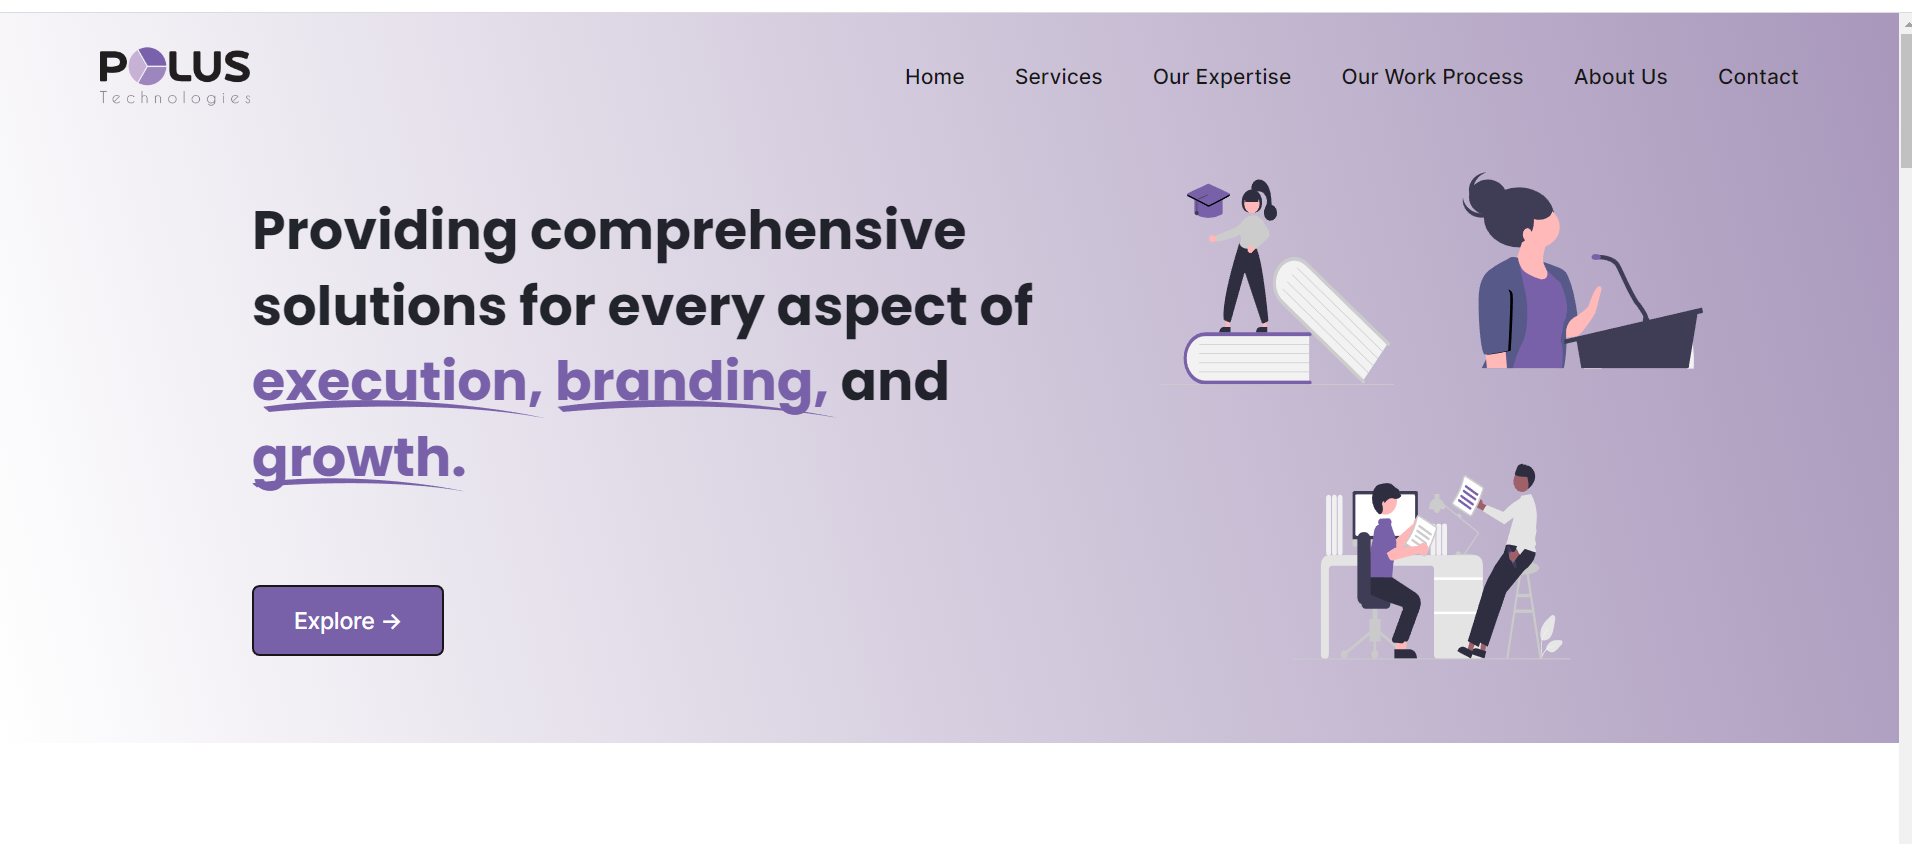 POLUS
Technologies
Home Services Our Expertise Our Work Process About Us Contact
Providing comprehensive
solutions for every aspect of
execution, branding, and
growth.
Explore →